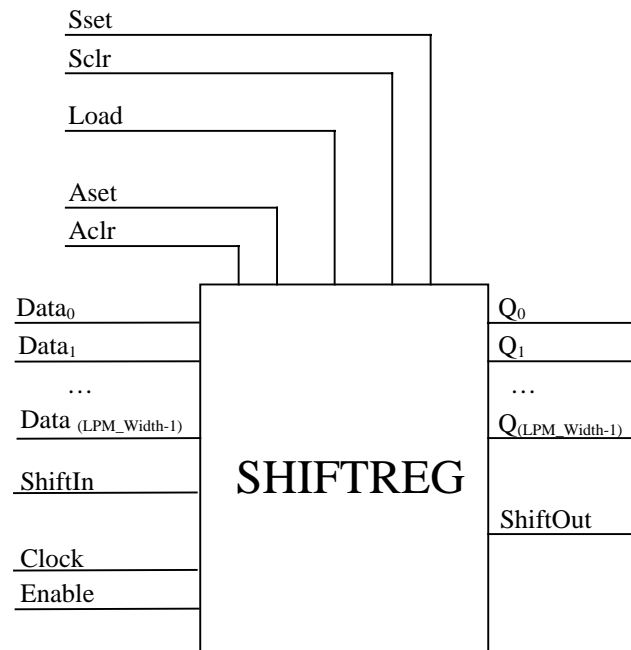 Sset
Sclr
Load
Aset
Aclr
Data₀ Q₀
Data₁ Q₁
… …
Data (LPM_Width-1) Q(LPM_Width-1)
ShiftIn SHIFTREG
ShiftOut
Clock
Enable